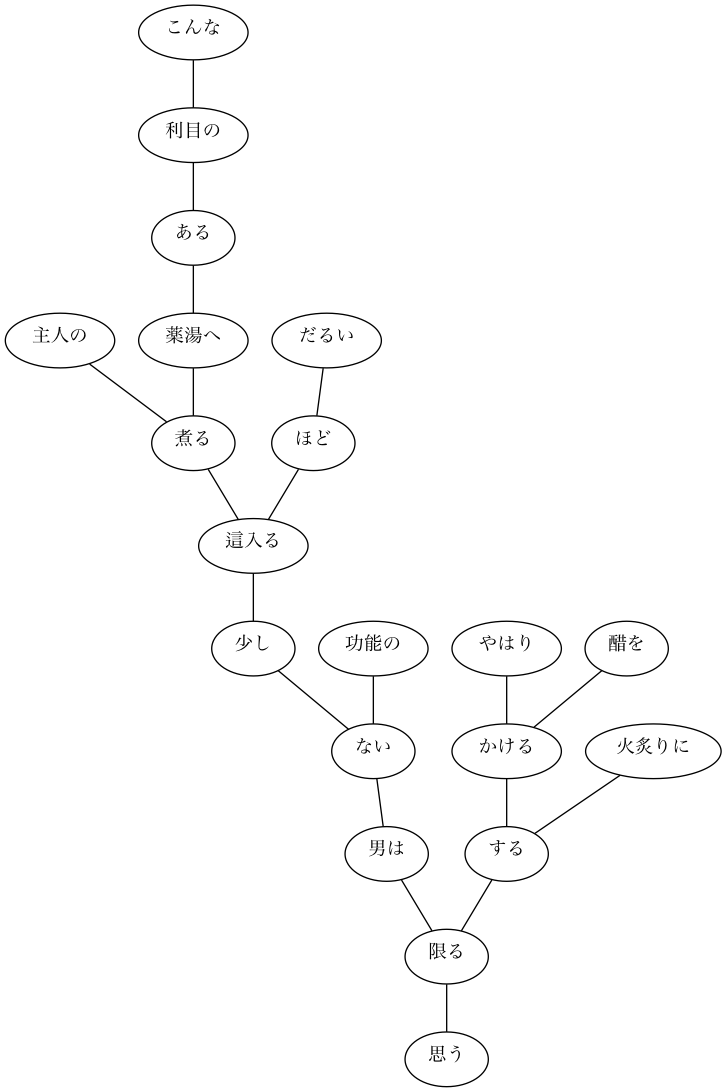 こんな
利目の
ある
主人の
薬湯へ
だるい
煮る
ほど
這入る
少し
功能の
やはり
醋を
ない
かける
火炙りに
男は
する
限る
思う